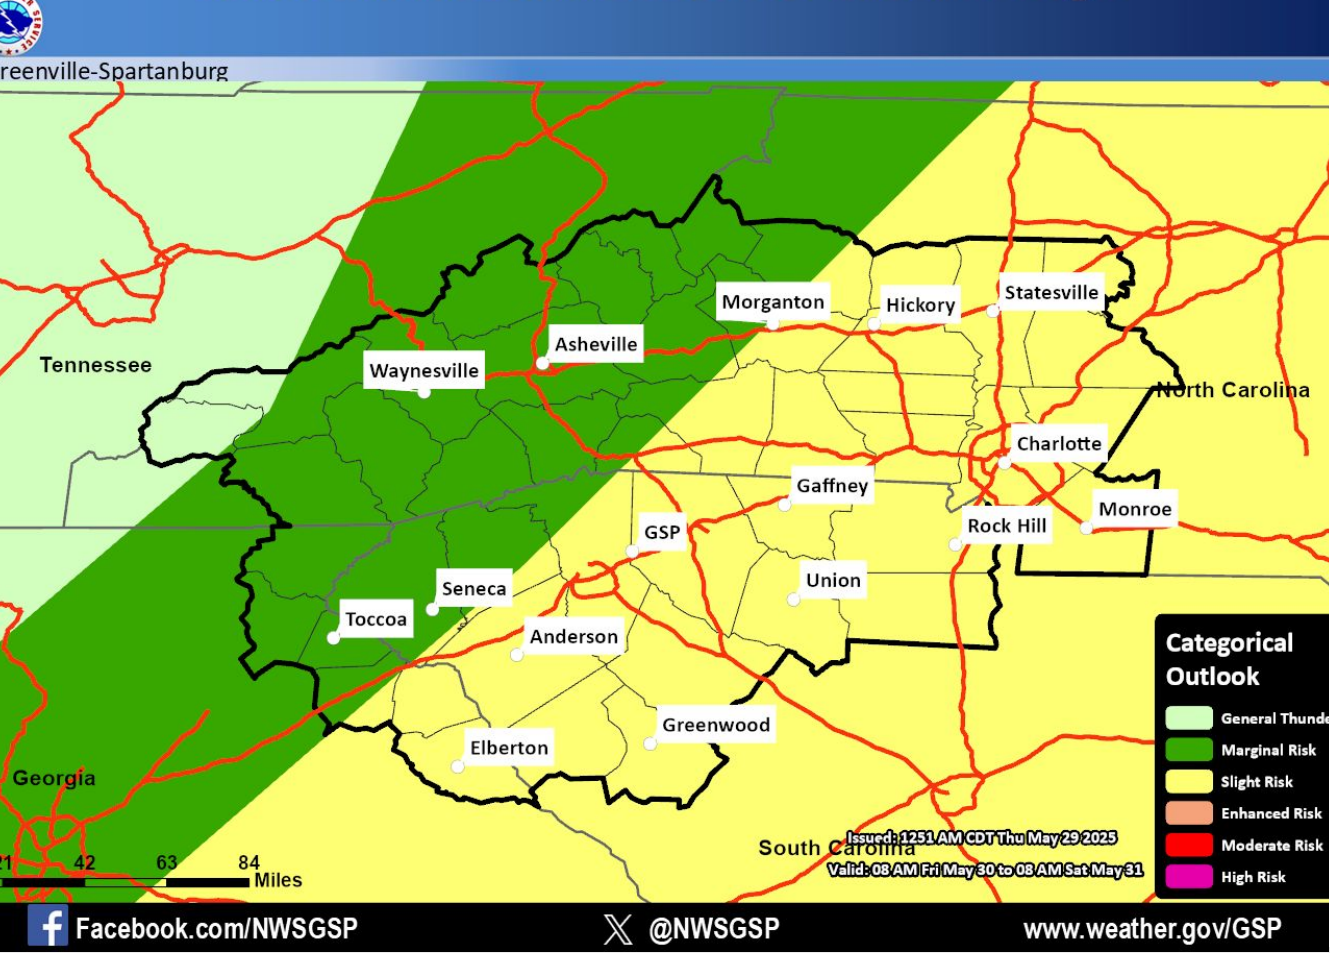 reenville-Spartanburg
Morganton
Hickory
Statesville
Asheville
Waynesville
Tennessee
North Carolina
Charlotte
Gaffney
Monroe
GSP
Rock Hill
Seneca
Union
Toccoa
Anderson
Greenwood
Elberton
Georgia
South Carolina
Categorical
Outlook
General Thunde
Marginal Risk
Slight Risk
Enhanced Risk
Moderate Risk
High Risk
Issued: 1251 AM CDT Thu May 29 2025
Valid: 08 AM Fri May 30 to 08 AM Sat May 31
21 42 63 84
Miles
Facebook.com/NWSGSP @NWSGSP www.weather.gov/GSP